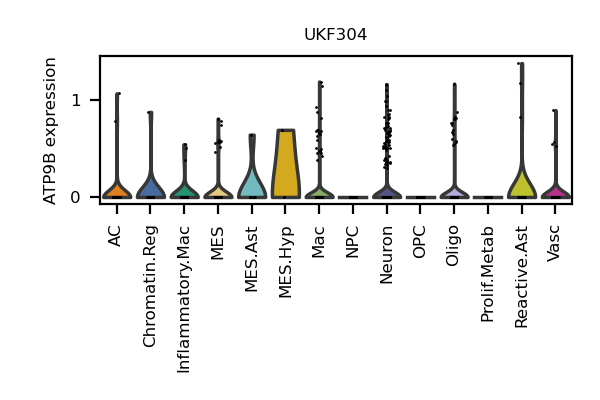 UKF304
ATP9B expression
1
0
AC
Chromatin.Reg
Inflammatory.Mac
MES
MES.Ast
MES.Hyp
Mac
NPC
Neuron
OPC
Oligo
Prolif.Metab
Reactive.Ast
Vasc